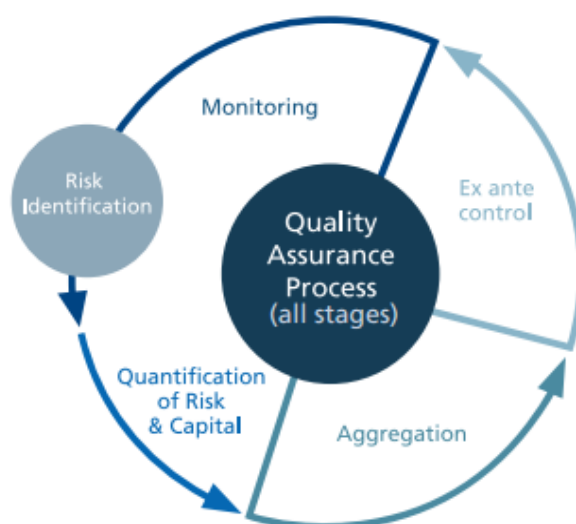 Monitoring
Risk
Identification
Ex ante
control
Quality
Assurance
Process
(all stages)
Quantification
of Risk
& Capital
Aggregation